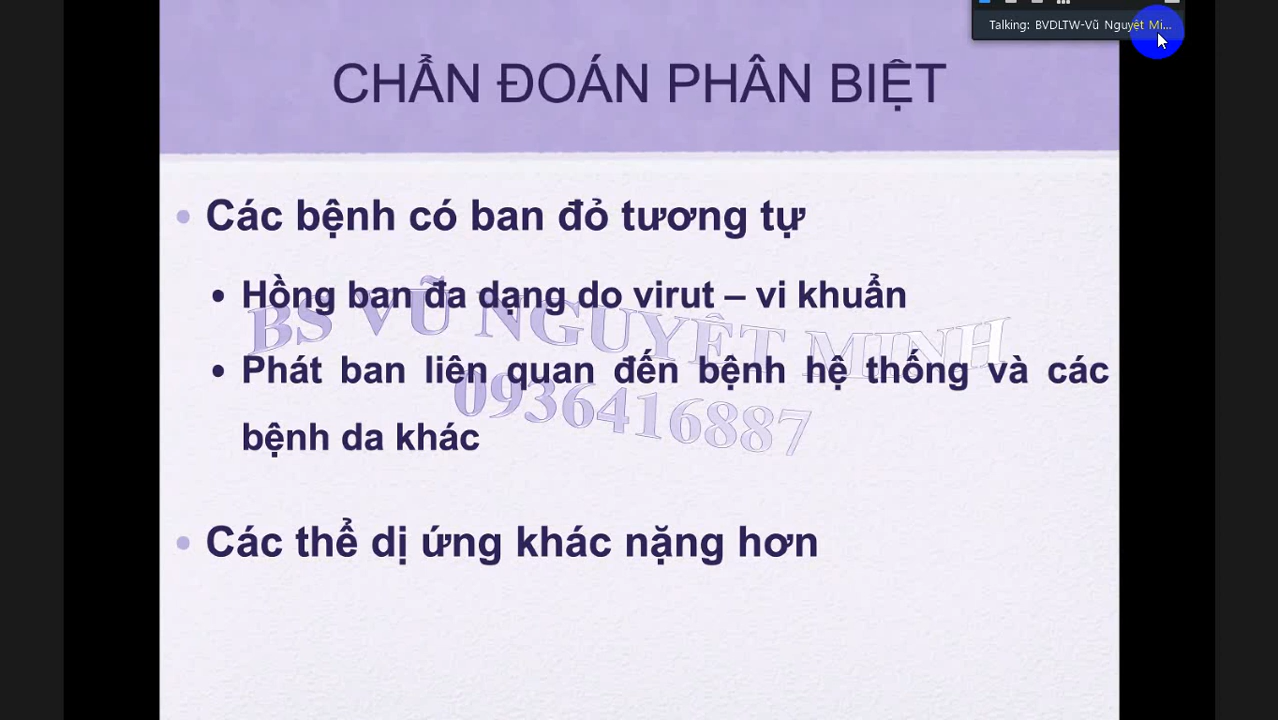 Talking: BVDLTW-Vũ Nguyệt Mi...
CHẨN ĐOÁN PHÂN BIỆT
• Các bệnh có ban đỏ tương tự
• Hồng ban đa dạng do virut – vi khuẩn
• Phát ban liên quan đến bệnh hệ thống và các
bệnh da khác
• Các thể dị ứng khác nặng hơn
BS VŨ NGUYỆT MINH
0936416887